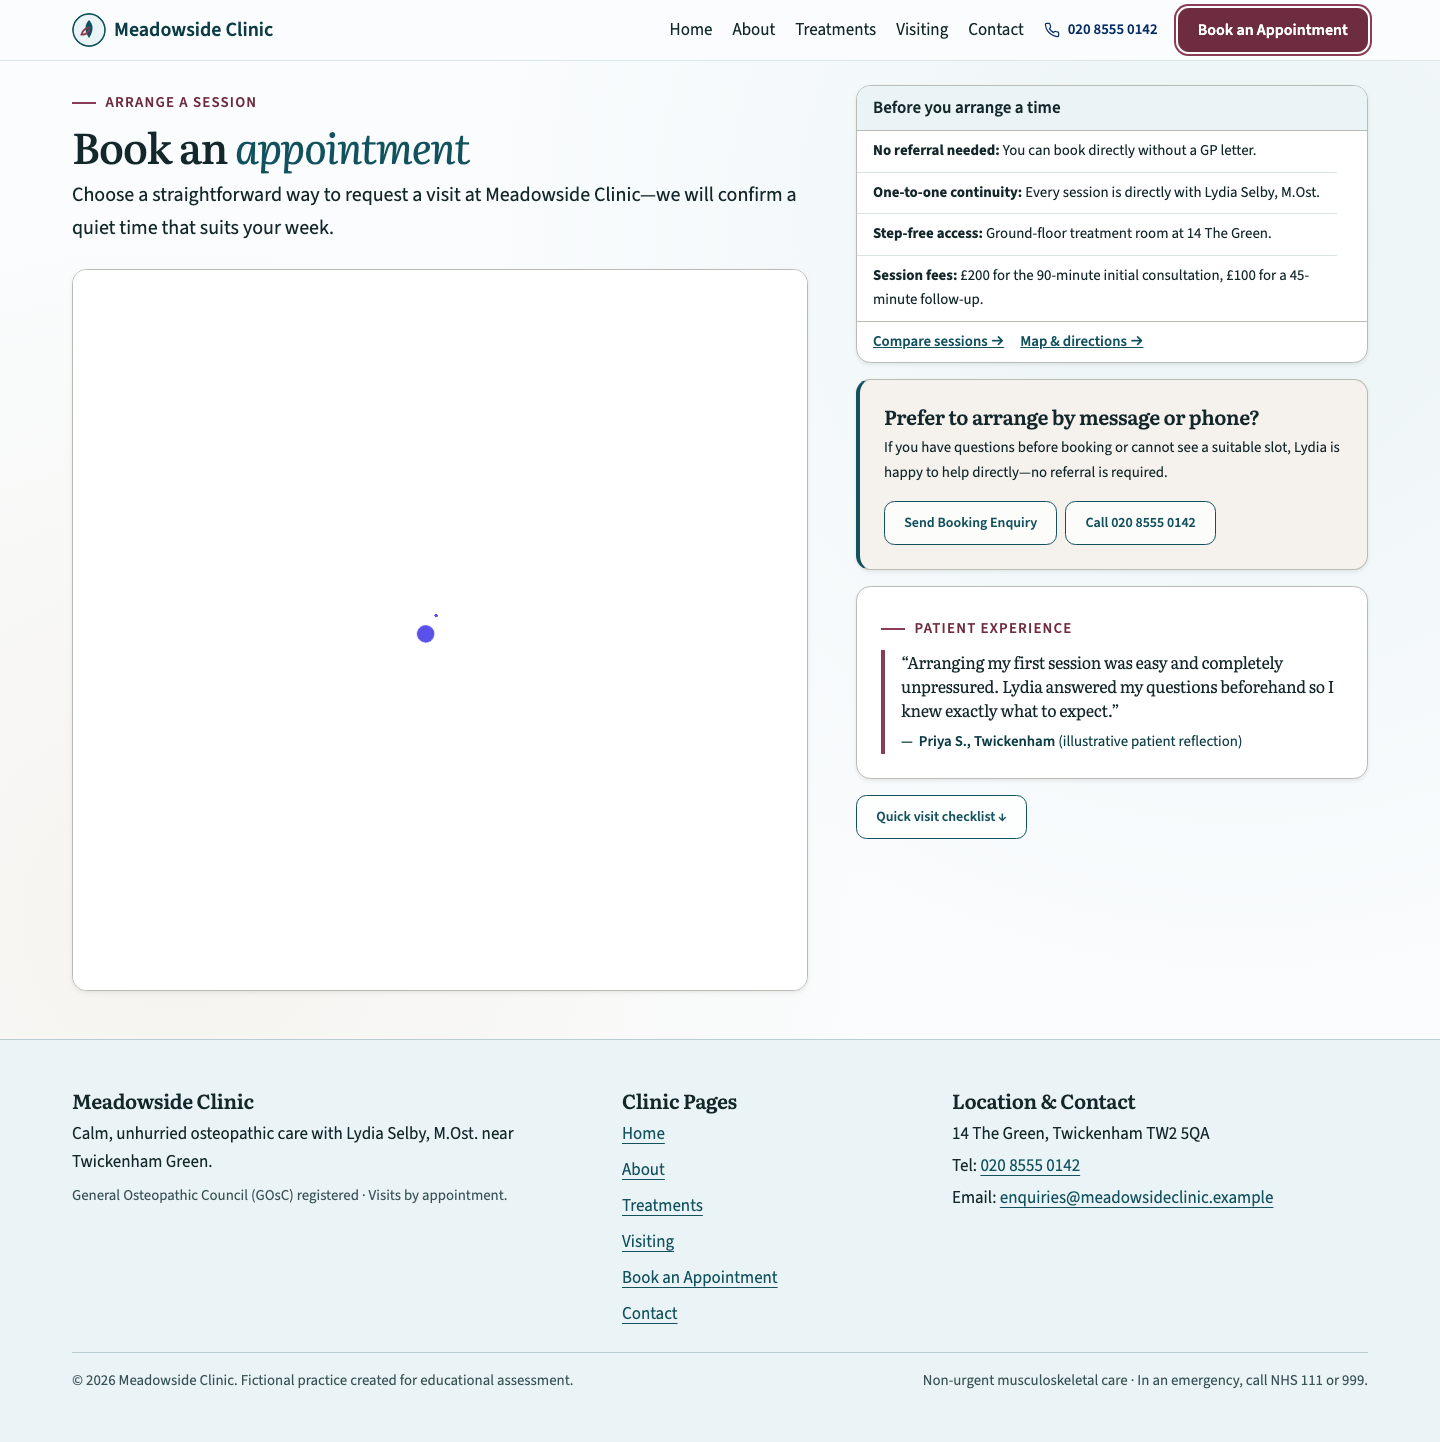 Meadowside Clinic
Home About Treatments Visiting Contact 020 8555 0142 Book an Appointment
ARRANGE A SESSION
Book an appointment
Choose a straightforward way to request a visit at Meadowside Clinic—we will confirm a
quiet time that suits your week.
Before you arrange a time
No referral needed: You can book directly without a GP letter.
One-to-one continuity: Every session is directly with Lydia Selby, M.Ost.
Step-free access: Ground-floor treatment room at 14 The Green.
Session fees: £200 for the 90-minute initial consultation, £100 for a 45-
minute follow-up.
Compare sessions → Map & directions →
Prefer to arrange by message or phone?
If you have questions before booking or cannot see a suitable slot, Lydia is
happy to help directly—no referral is required.
Send Booking Enquiry Call 020 8555 0142
PATIENT EXPERIENCE
“Arranging my first session was easy and completely
unpressured. Lydia answered my questions beforehand so I
knew exactly what to expect.”
— Priya S., Twickenham (illustrative patient reflection)
Quick visit checklist ↓
Meadowside Clinic
Calm, unhurried osteopathic care with Lydia Selby, M.Ost. near
Twickenham Green.
General Osteopathic Council (GOsC) registered · Visits by appointment.
Clinic Pages
Home
About
Treatments
Visiting
Book an Appointment
Contact
Location & Contact
14 The Green, Twickenham TW2 5QA
Tel: 020 8555 0142
Email: enquiries@meadowsideclinic.example
© 2026 Meadowside Clinic. Fictional practice created for educational assessment.
Non-urgent musculoskeletal care · In an emergency, call NHS 111 or 999.